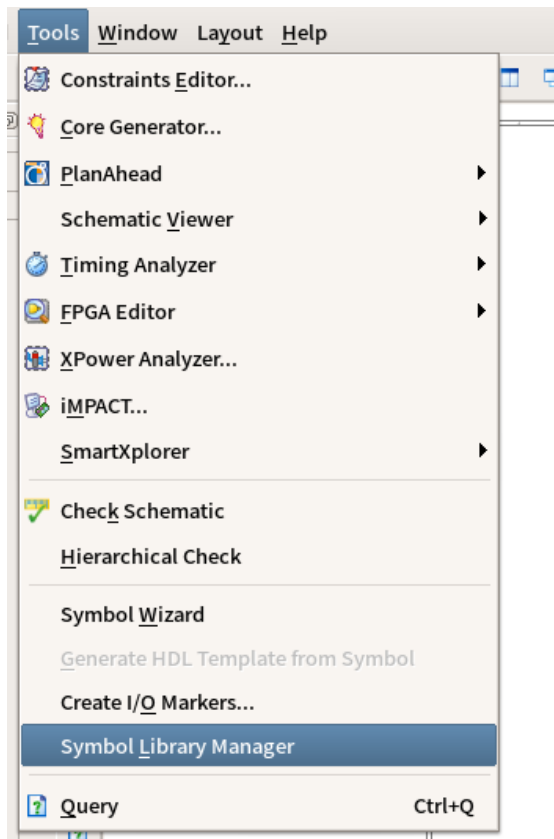 Tools Window Layout Help
Constraints Editor...
Core Generator...
PlanAhead
Schematic Viewer
Timing Analyzer
FPGA Editor
XPower Analyzer...
iMPACT...
SmartXplorer
Check Schematic
Hierarchical Check
Symbol Wizard
Generate HDL Template from Symbol
Create I/O Markers...
Symbol Library Manager
Query Ctrl+Q